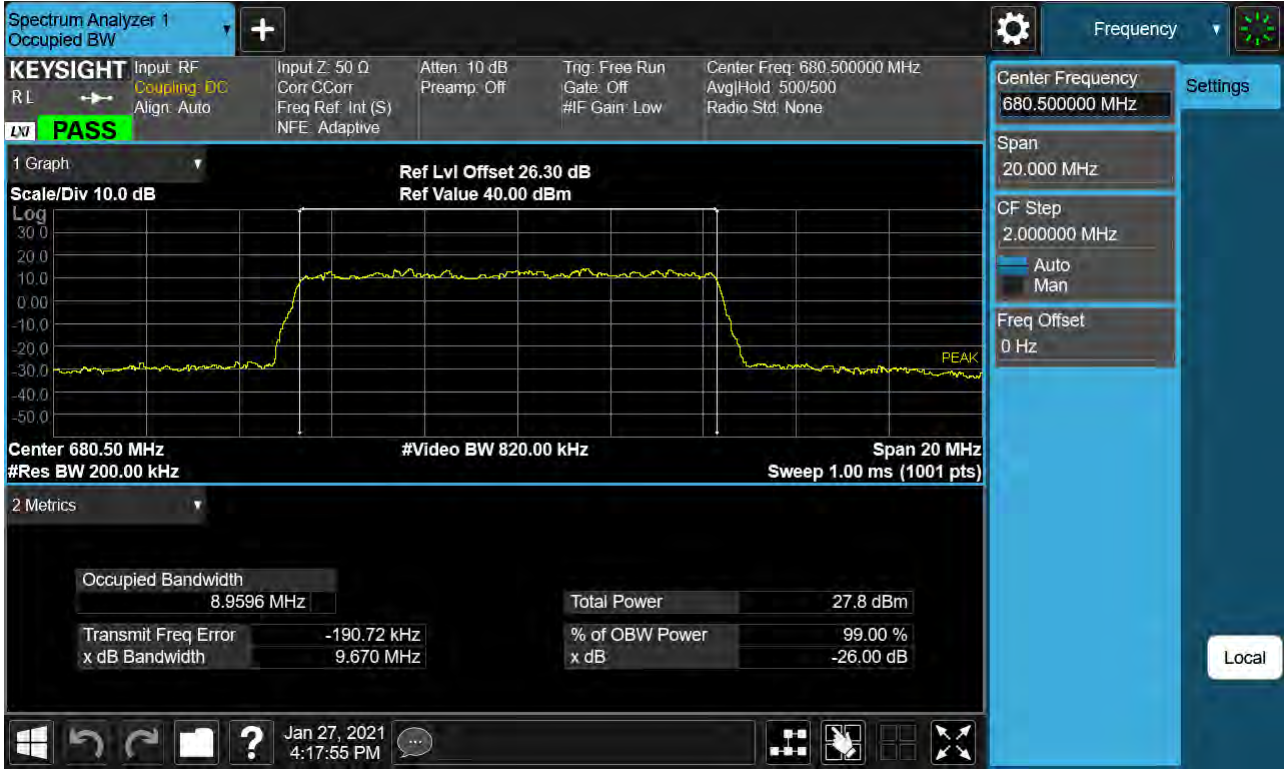 Spectrum Analyzer 1
Occupied BW
Frequency
KEYSIGHT
R L
LXI
PASS
Input: RF
Coupling: DC
Align: Auto
Input Z: 50 Ω
Corr CCorr
Freq Ref: Int (S)
NFE: Adaptive
Atten: 10 dB
Preamp: Off
Trig: Free Run
Gate: Off
#IF Gain: Low
Center Freq: 680.500000 MHz
Avg|Hold: 500/500
Radio Std: None
Center Frequency
680.500000 MHz
Settings
Span
20.000 MHz
CF Step
2.000000 MHz
Auto
Man
Freq Offset
0 Hz
Local
1 Graph
Scale/Div 10.0 dB
Ref Lvl Offset 26.30 dB
Ref Value 40.00 dBm
Log
30.0
20.0
10.0
0.00
-10.0
-20.0
-30.0
-40.0
-50.0
PEAK
Center 680.50 MHz
#Video BW 820.00 kHz
Span 20 MHz
#Res BW 200.00 kHz
Sweep 1.00 ms (1001 pts)
2 Metrics
Occupied Bandwidth
8.9596 MHz
Total Power 27.8 dBm
Transmit Freq Error -190.72 kHz
% of OBW Power 99.00 %
x dB Bandwidth 9.670 MHz
x dB -26.00 dB
?
Jan 27, 2021
4:17:55 PM